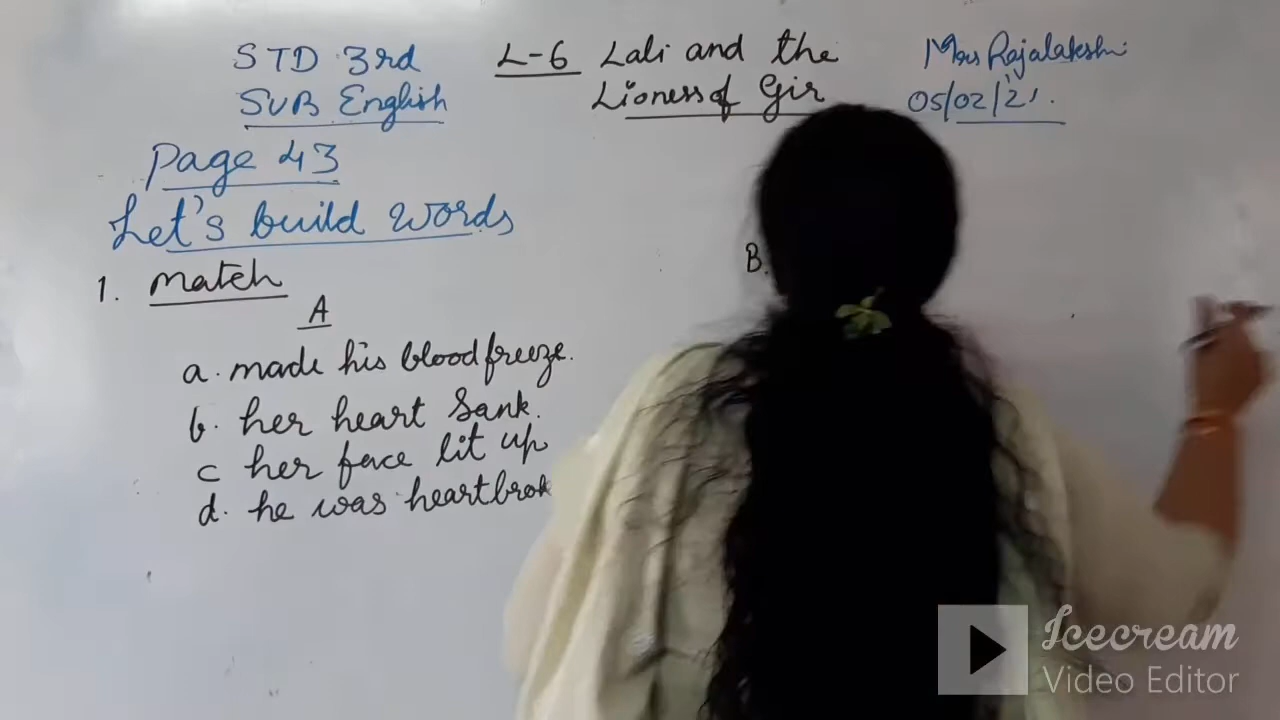 STD 3rd
SUB English
L-6 Lali and the
Lioness of Gir
Mrs Rajalakshi
05/02/'21.
Page 43
Let's build words
1. Match
A
a. made his blood freeze.
b. her heart Sank.
c her face lit up
d. he was heartbrok
B.
Icecream
Video Editor